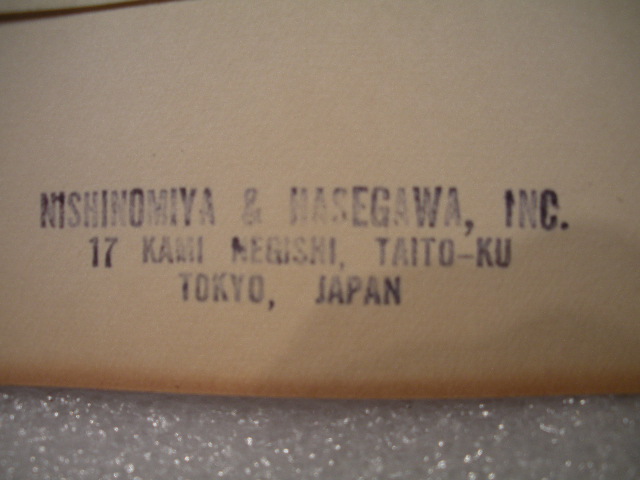 NISHINOMIYA & HASEGAWA, INC.
17 KAMI NEGISHI, TAITO-KU
TOKYO, JAPAN